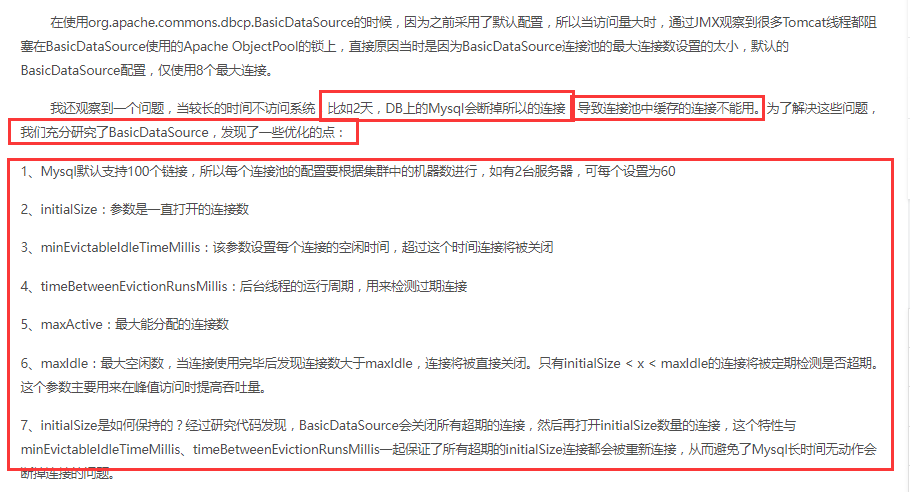 在使用org.apache.commons.dbcp.BasicDataSource的时候，因为之前采用了默认配置，所以当访问量大时，通过JMX观察到很多Tomcat线程都阻
塞在BasicDataSource使用的Apache ObjectPool的锁上，直接原因当时是因为BasicDataSource连接池的最大连接数设置的太小，默认的
BasicDataSource配置，仅使用8个最大连接。
我还观察到一个问题，当较长的时间不访问系统，比如2天，DB上的Mysql会断掉所以的连接，导致连接池中缓存的连接不能用。为了解决这些问题，
我们充分研究了BasicDataSource，发现了一些优化的点：
1、Mysql默认支持100个链接，所以每个连接池的配置要根据集群中的机器数进行，如有2台服务器，可每个设置为60
2、initialSize：参数是一直打开的连接数
3、minEvictableIdleTimeMillis：该参数设置每个连接的空闲时间，超过这个时间连接将被关闭
4、timeBetweenEvictionRunsMillis：后台线程的运行周期，用来检测过期连接
5、maxActive：最大能分配的连接数
6、maxIdle：最大空闲数，当连接使用完毕后发现连接数大于maxIdle，连接将被直接关闭。只有initialSize < x < maxIdle的连接将被定期检测是否超期。
这个参数主要用来在峰值访问时提高吞吐量。
7、initialSize是如何保持的？经过研究代码发现，BasicDataSource会关闭所有超期的连接，然后再打开initialSize数量的连接，这个特性与
minEvictableIdleTimeMillis、timeBetweenEvictionRunsMillis一起保证了所有超期的initialSize连接都会被重新连接，从而避免了Mysql长时间无动作会
断掉连接的问题。